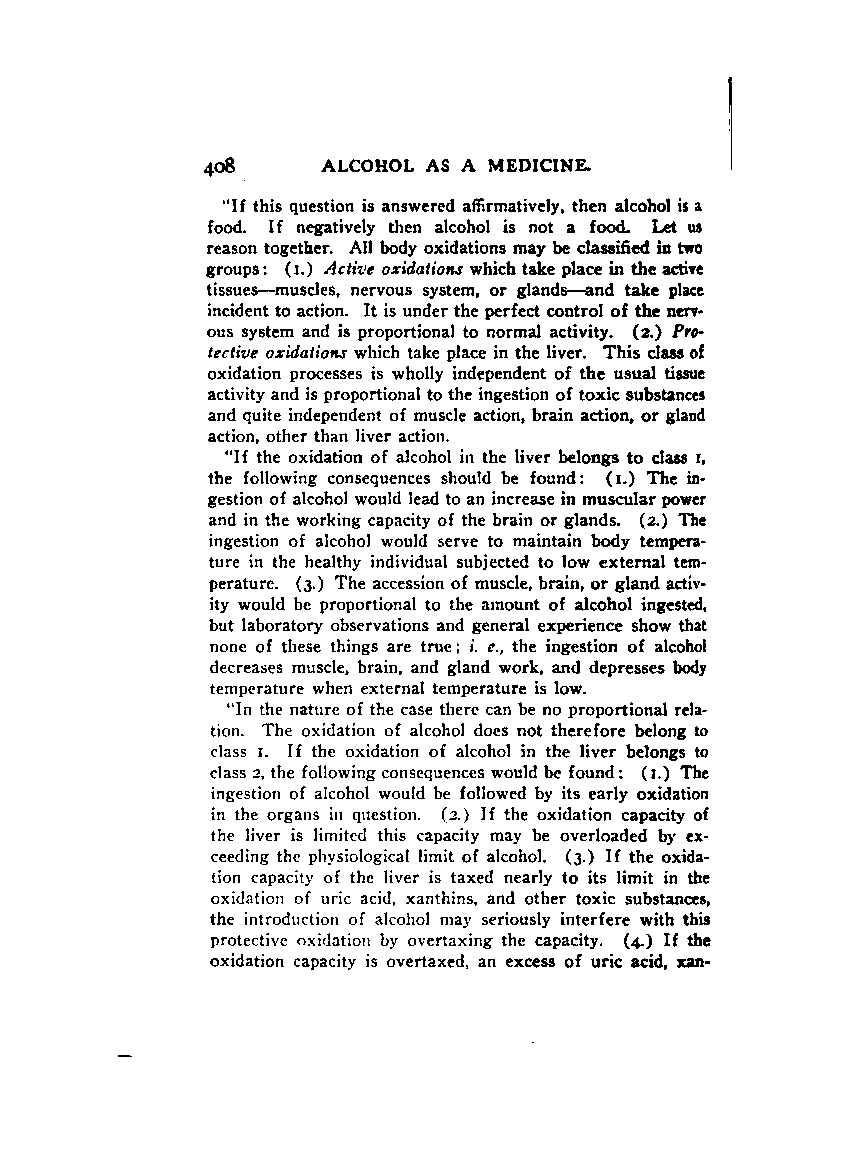 408 ALCOHOL AS A MEDICINE.
"If this question is answered affirmatively, then alcohol is a
food. If negatively then alcohol is not a food. Let us
reason together. All body oxidations may be classified in two
groups: (1.) Active oxidations which take place in the active
tissues—muscles, nervous system, or glands—and take place
incident to action. It is under the perfect control of the nerv-
ous system and is proportional to normal activity. (2.) Pro-
tective oxidations which take place in the liver. This class of
oxidation processes is wholly independent of the usual tissue
activity and is proportional to the ingestion of toxic substances
and quite independent of muscle action, brain action, or gland
action, other than liver action.
"If the oxidation of alcohol in the liver belongs to class 1,
the following consequences should be found: (1.) The in-
gestion of alcohol would lead to an increase in muscular power
and in the working capacity of the brain or glands. (2.) The
ingestion of alcohol would serve to maintain body tempera-
ture in the healthy individual subjected to low external tem-
perature. (3.) The accession of muscle, brain, or gland activ-
ity would be proportional to the amount of alcohol ingested,
but laboratory observations and general experience show that
none of these things are true; i. e., the ingestion of alcohol
decreases muscle, brain, and gland work, and depresses body
temperature when external temperature is low.
"In the nature of the case there can be no proportional rela-
tion. The oxidation of alcohol does not therefore belong to
class 1. If the oxidation of alcohol in the liver belongs to
class 2, the following consequences would be found: (1.) The
ingestion of alcohol would be followed by its early oxidation
in the organs in question. (2.) If the oxidation capacity of
the liver is limited this capacity may be overloaded by ex-
ceeding the physiological limit of alcohol. (3.) If the oxida-
tion capacity of the liver is taxed nearly to its limit in the
oxidation of uric acid, xanthins, and other toxic substances,
the introduction of alcohol may seriously interfere with this
protective oxidation by overtaxing the capacity. (4.) If the
oxidation capacity is overtaxed, an excess of uric acid, xan-